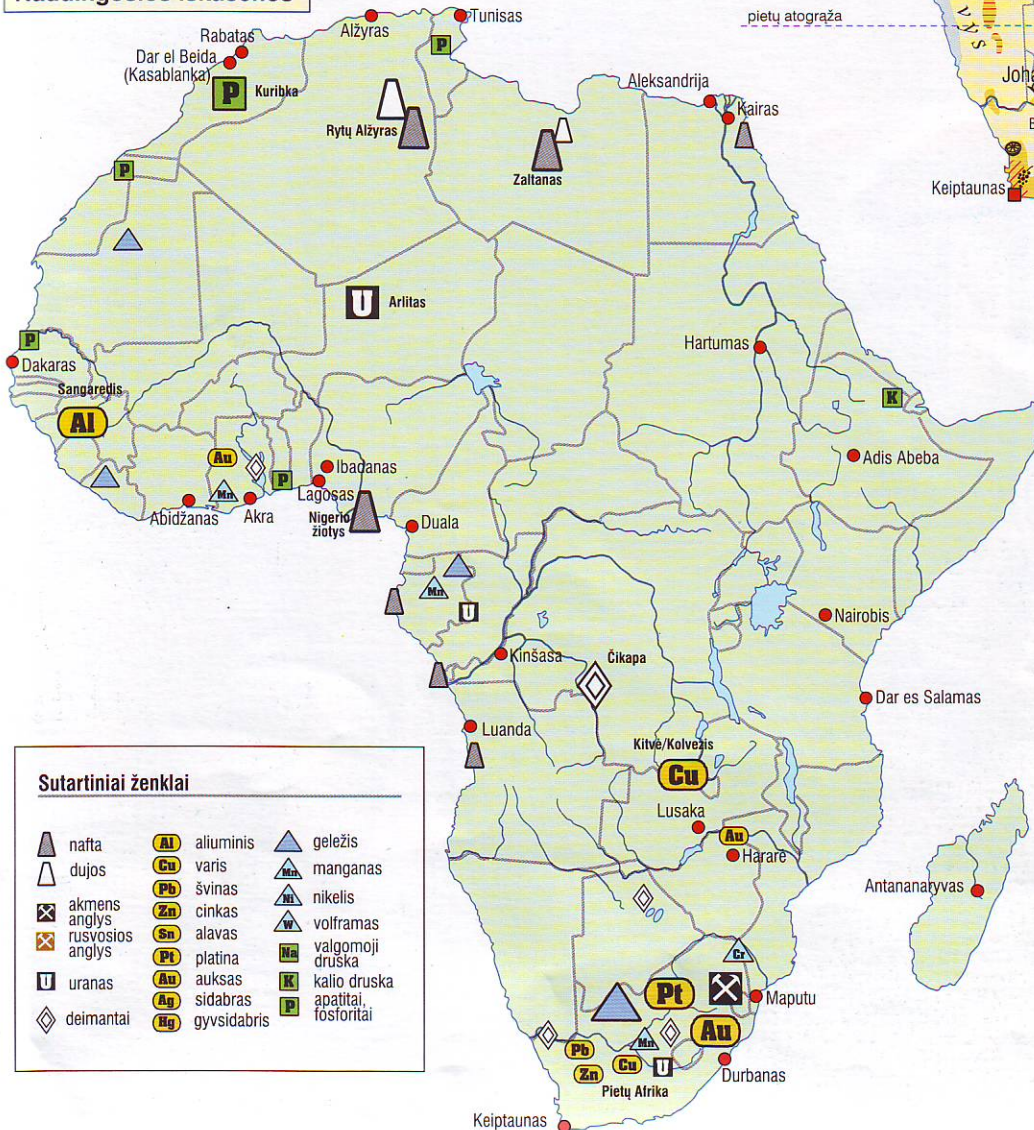 pietų atogrąža
Keiptaunas
Tunisas
Alžyras
Rabatas
Dar el Beida
(Kasablanka)
P
P
Kuribka
Rytų Alžyras
Aleksandrija
Kairas
Zaltanas
P
U
Arlitas
P
Dakaras
Hartumas
Sangaredis
Al
K
Au
Adis Abeba
Ibadanas
P
Lagosas
Mn
Abidžanas
Akra
Nigerio
žiotys
Duala
Mn
U
Nairobis
Kinšasa
Čikapa
Dar es Salamas
Luanda
Kitvė/Kolvezis
Cu
Lusaka
Au
Harare
Antananaryvas
Cr
Pt
Maputu
Au
Mn
Pb
Cu
U
Zn
Durbanas
Pietų Afrika
Keiptaunas
Sutartiniai ženklai
nafta
dujos
akmens
anglys
rusvosios
anglys
U uranas
deimantai
Al aliuminis
Cu varis
Pb švinas
Zn cinkas
Sn alavas
Pt platina
Au auksas
Ag sidabras
Hg gyvsidabris
geležis
Mn manganas
Ni nikelis
W volframas
Na valgomoji
druska
K kalio druska
P apatitai,
fosforitai